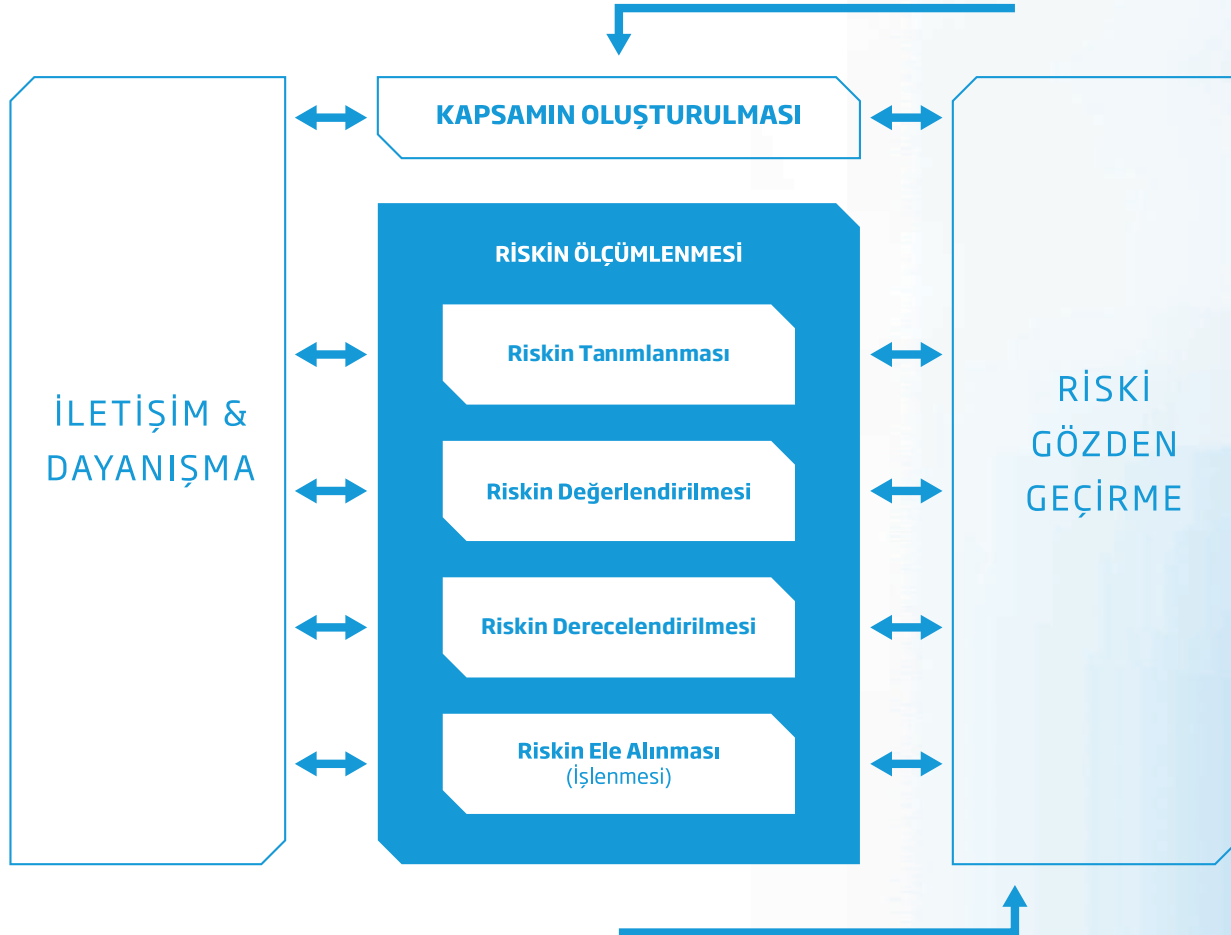 KAPSAMIN OLUŞTURULMASI
RİSKİN ÖLÇÜMLENMESİ
Riskin Tanımlanması
Riskin Değerlendirilmesi
Riskin Derecelendirilmesi
Riskin Ele Alınması
(İşlenmesi)
İLETİŞİM &
DAYANIŞMA
RİSKİ
GÖZDEN
GEÇİRME